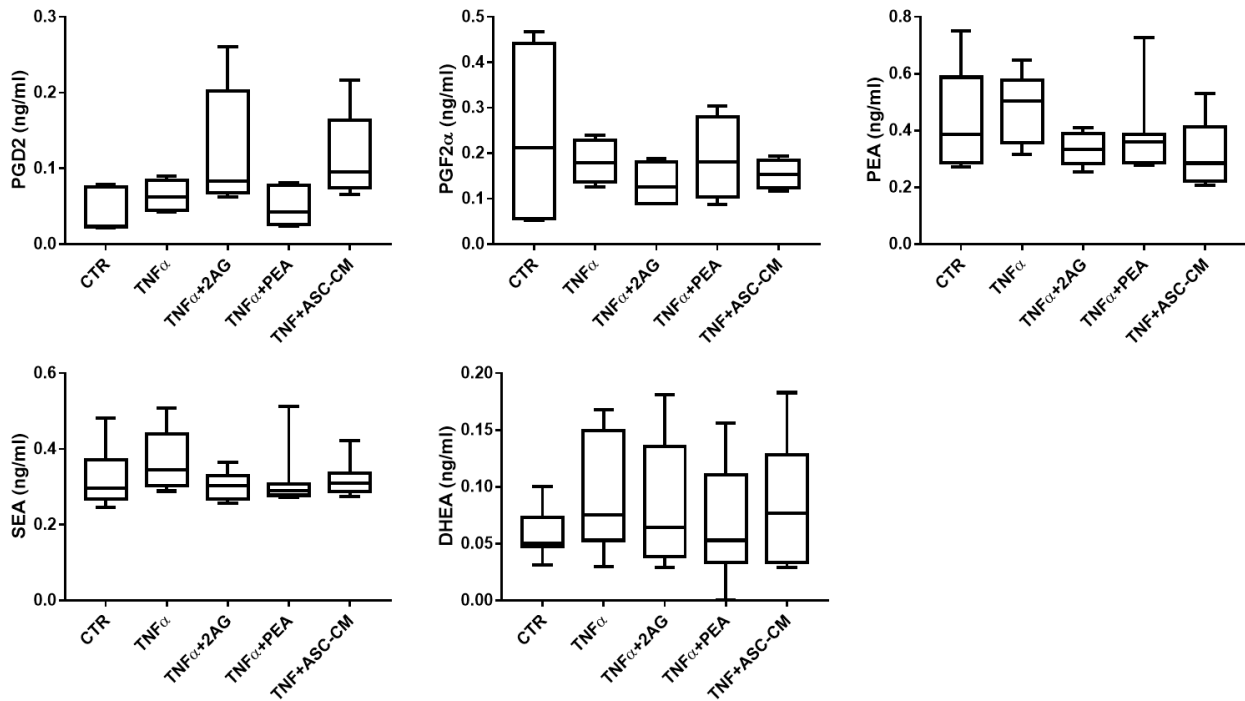 PGD2 (ng/ml)
0.3
0.2
0.1
0.0
CTR
TNFα
TNFα+2AG
TNFα+PEA
TNF+ASC-CM
PGF2α (ng/ml)
0.5
0.4
0.3
0.2
0.1
0.0
CTR
TNFα
TNFα+2AG
TNFα+PEA
TNF+ASC-CM
PEA (ng/ml)
0.8
0.6
0.4
0.2
0.0
CTR
TNFα
TNFα+2AG
TNFα+PEA
TNF+ASC-CM
SEA (ng/ml)
0.6
0.4
0.2
0.0
CTR
TNFα
TNFα+2AG
TNFα+PEA
TNF+ASC-CM
DHEA (ng/ml)
0.20
0.15
0.10
0.05
0.00
CTR
TNFα
TNFα+2AG
TNFα+PEA
TNF+ASC-CM